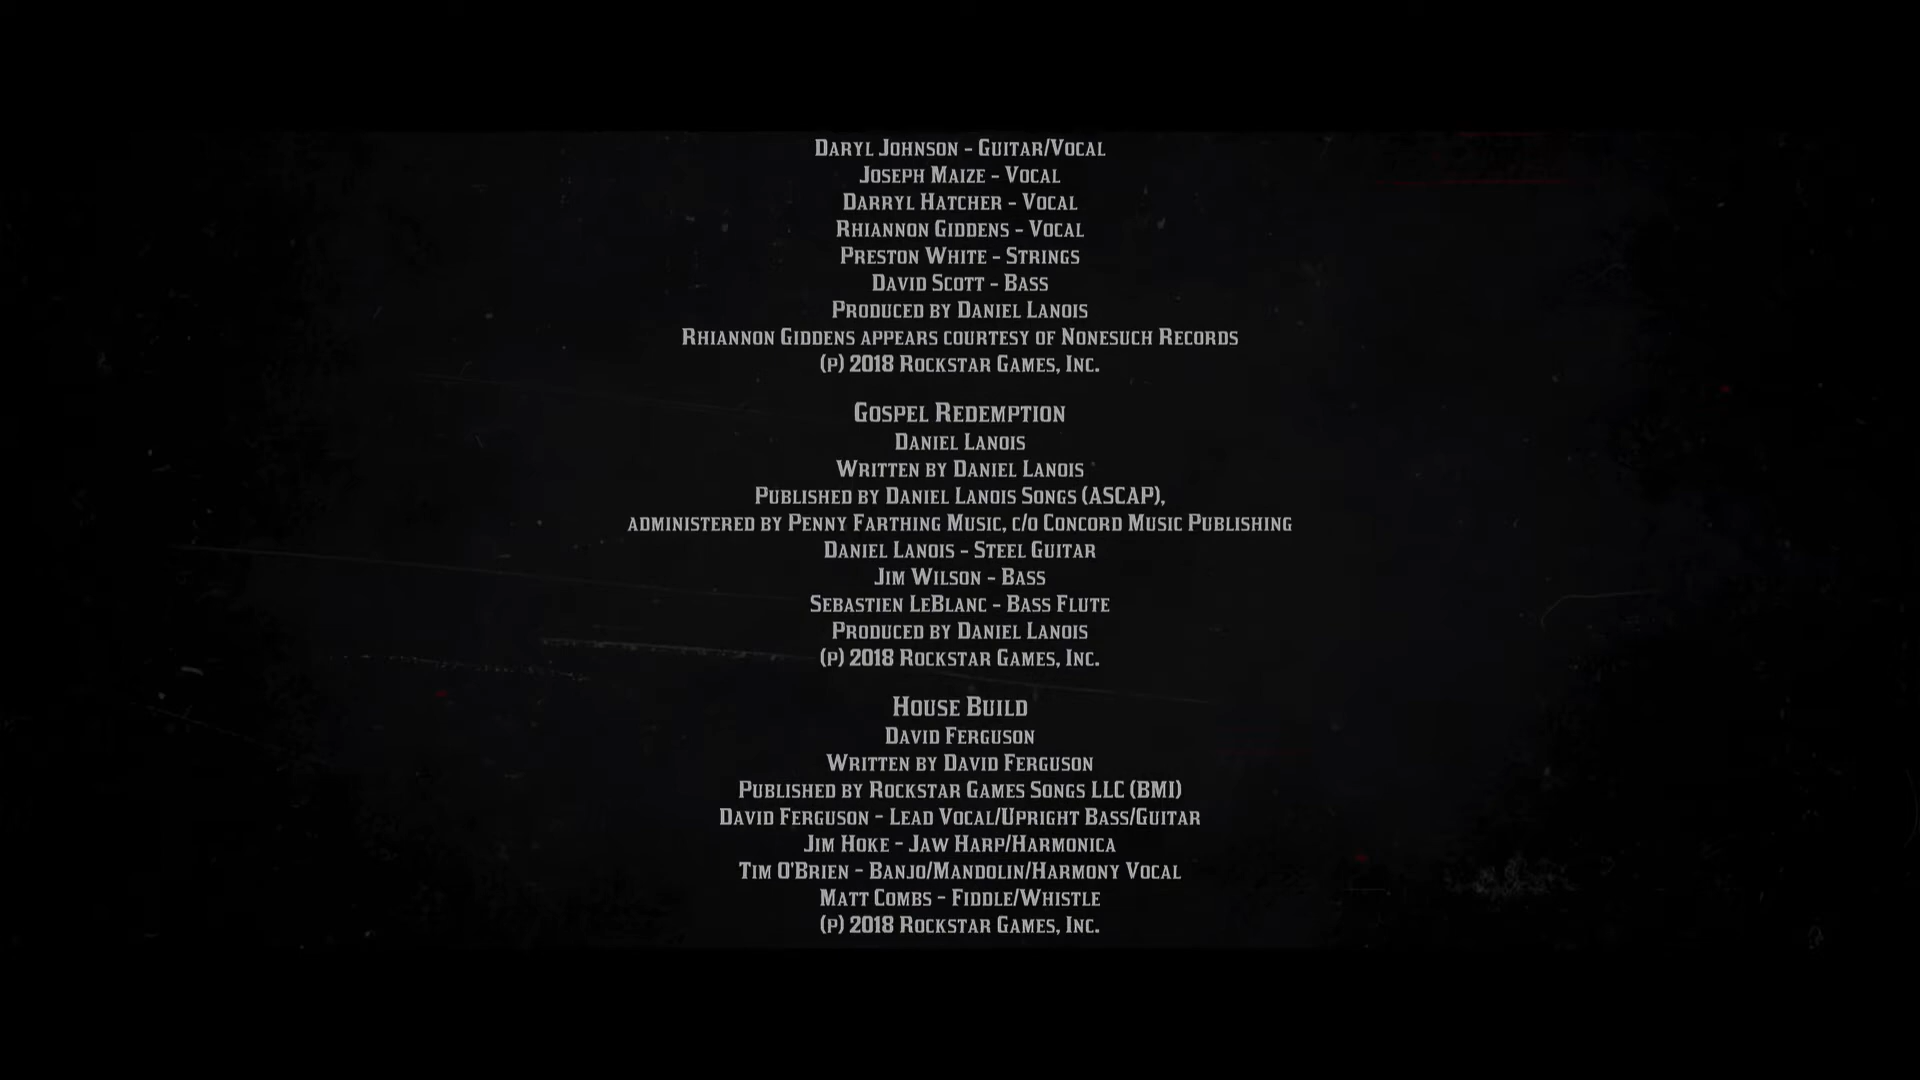 Daryl Johnson - Guitar/Vocal
Joseph Maize - Vocal
Darryl Hatcher - Vocal
Rhiannon Giddens - Vocal
Preston White - Strings
David Scott - Bass
Produced by Daniel Lanois
Rhiannon Giddens appears courtesy of Nonesuch Records
(P) 2018 Rockstar Games, Inc.
Gospel Redemption
Daniel Lanois
Written by Daniel Lanois
Published by Daniel Lanois Songs (ASCAP),
administered by Penny Farthing Music, c/o Concord Music Publishing
Daniel Lanois - Steel Guitar
Jim Wilson - Bass
Sebastien LeBlanc - Bass Flute
Produced by Daniel Lanois
(P) 2018 Rockstar Games, Inc.
House Build
David Ferguson
Written by David Ferguson
Published by Rockstar Games Songs LLC (BMI)
David Ferguson - Lead Vocal/Upright Bass/Guitar
Jim Hoke - Jaw Harp/Harmonica
Tim O'Brien - Banjo/Mandolin/Harmony Vocal
Matt Combs - Fiddle/Whistle
(P) 2018 Rockstar Games, Inc.